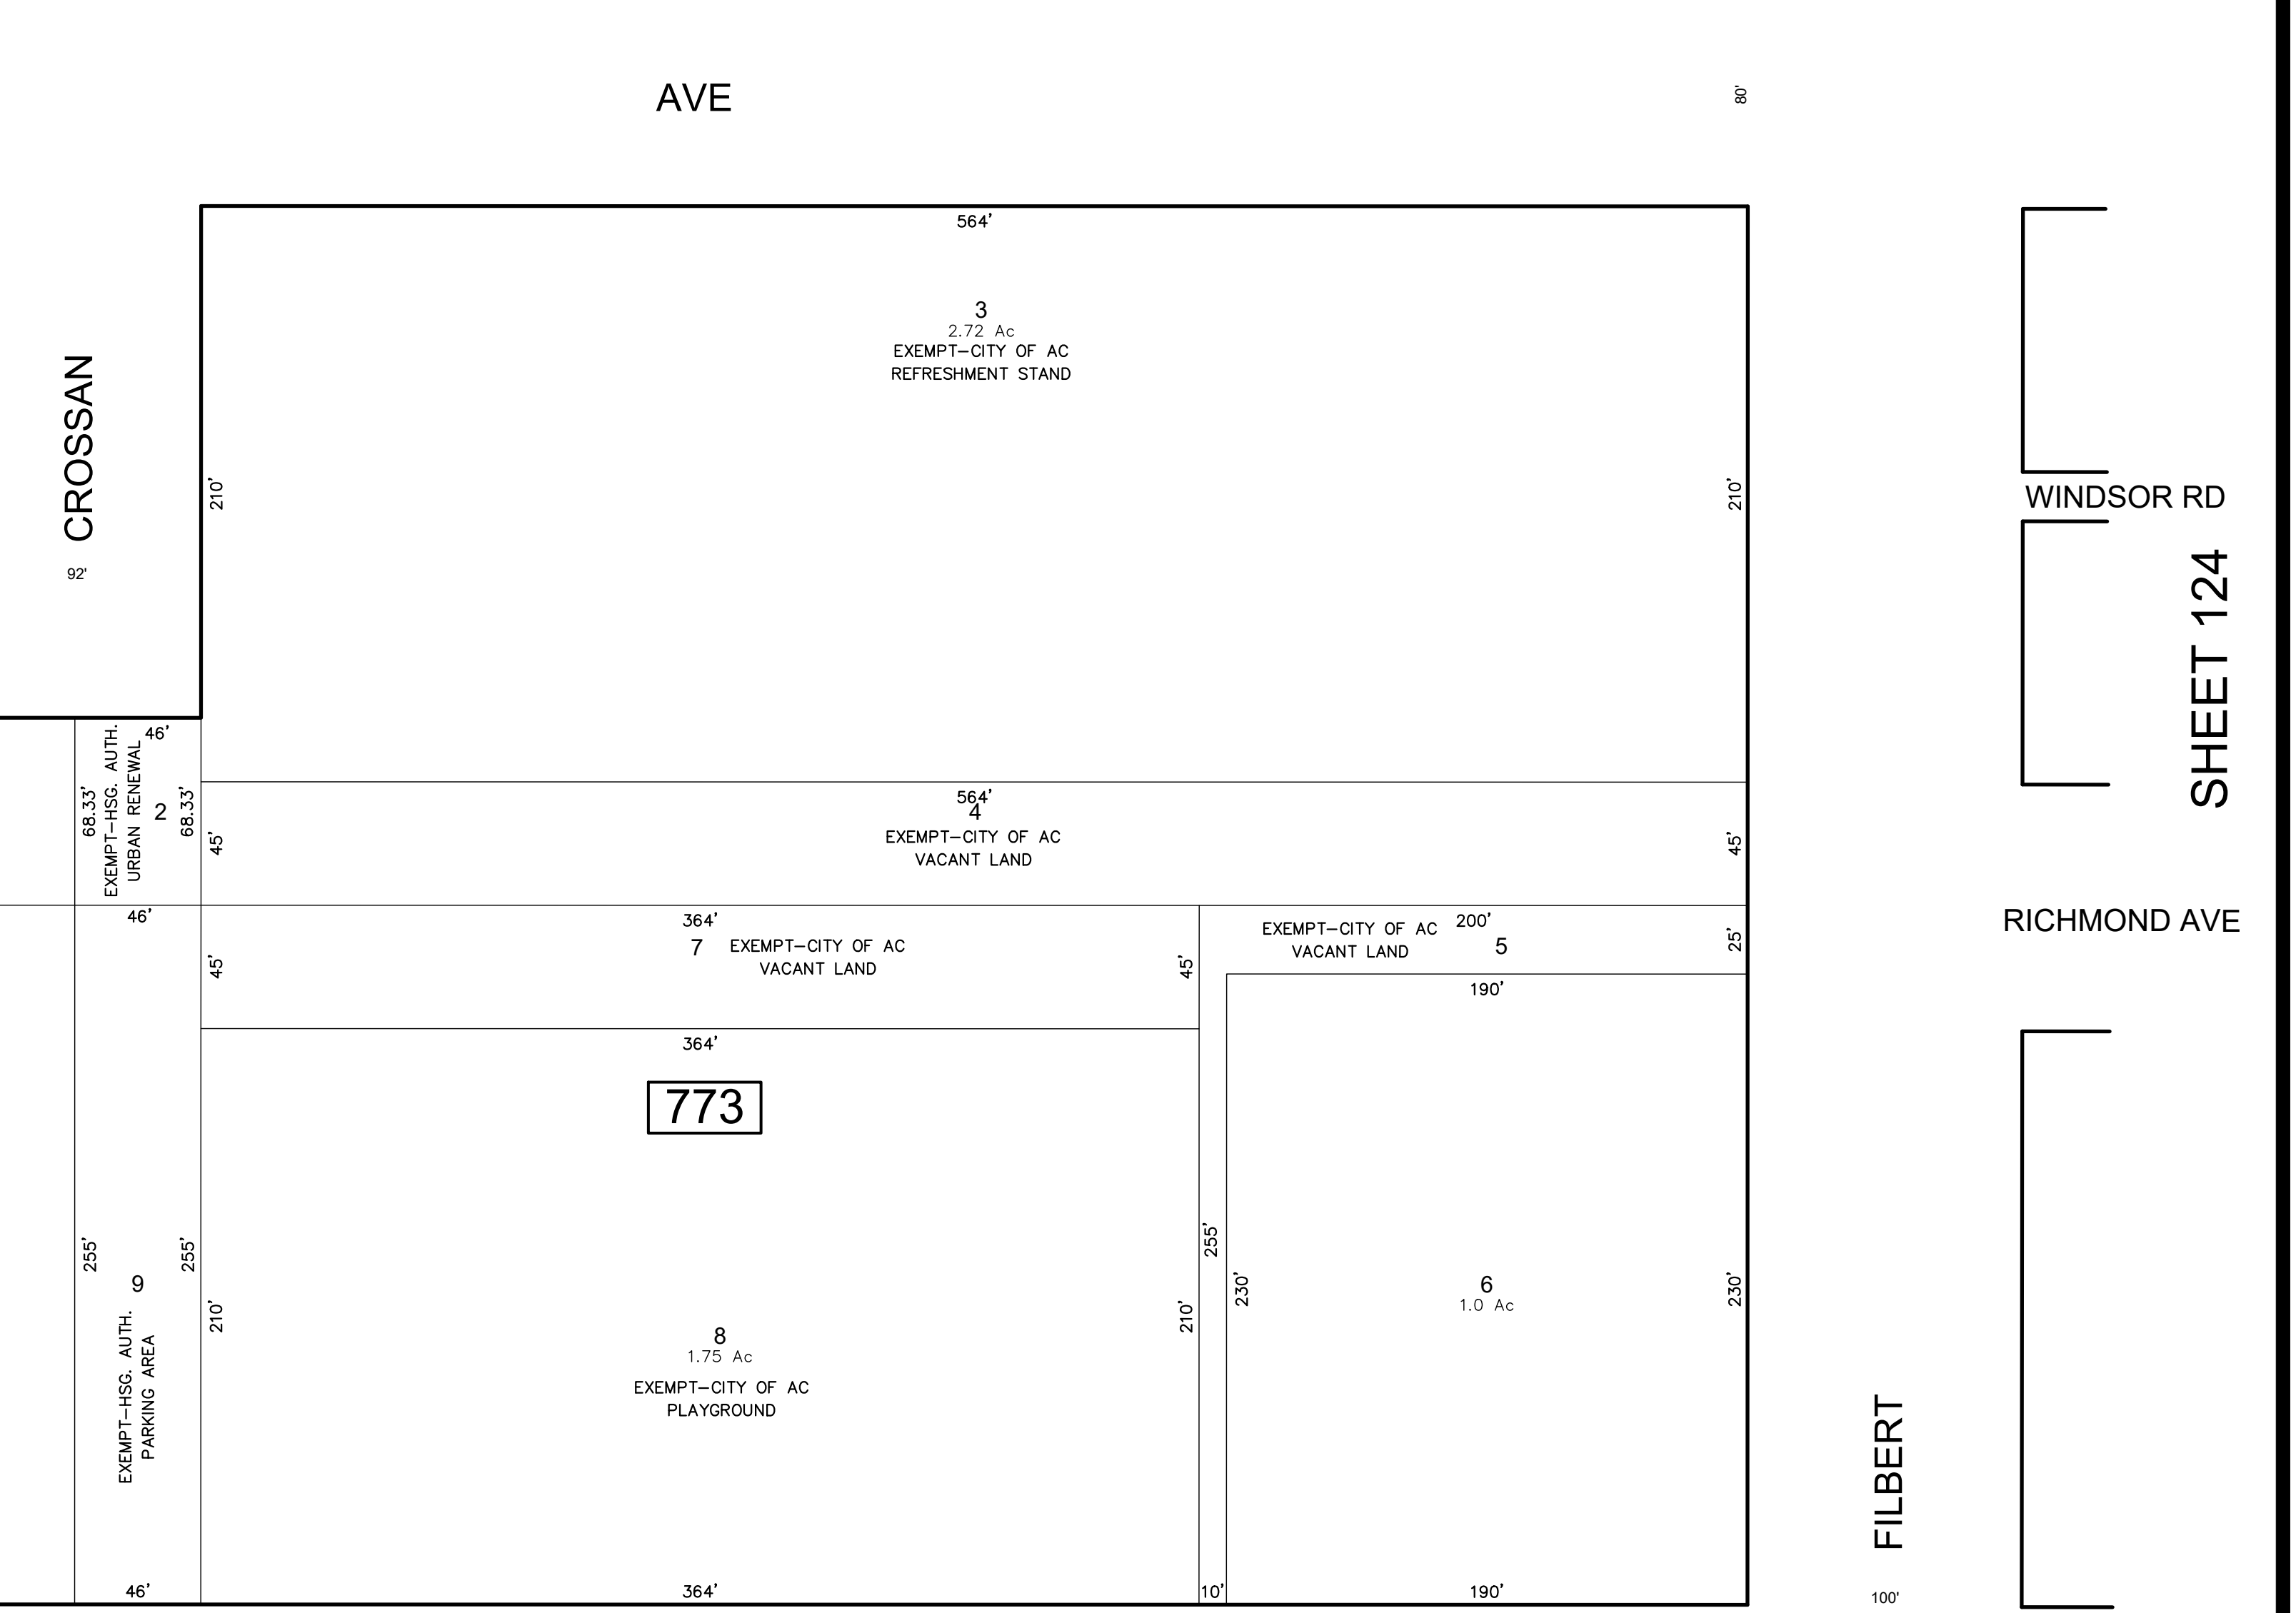 AVE
80'
564'
3
2.72 Ac
EXEMPT-CITY OF AC
REFRESHMENT STAND
CROSSAN
92'
210'
210'
WINDSOR RD
SHEET 124
46'
68.33'
EXEMPT-HSG. AUTH.
URBAN RENEWAL
2
68.33'
45'
564'
4
EXEMPT-CITY OF AC
VACANT LAND
45'
RICHMOND AVE
46'
364'
7 EXEMPT-CITY OF AC
VACANT LAND
45'
45'
EXEMPT-CITY OF AC
VACANT LAND
200'
5
25'
364'
773
190'
255'
9
EXEMPT-HSG. AUTH.
PARKING AREA
255'
210'
8
1.75 Ac
EXEMPT-CITY OF AC
PLAYGROUND
210'
255'
230'
6
1.0 Ac
230'
FILBERT
100'
46'
364'
10'
190'